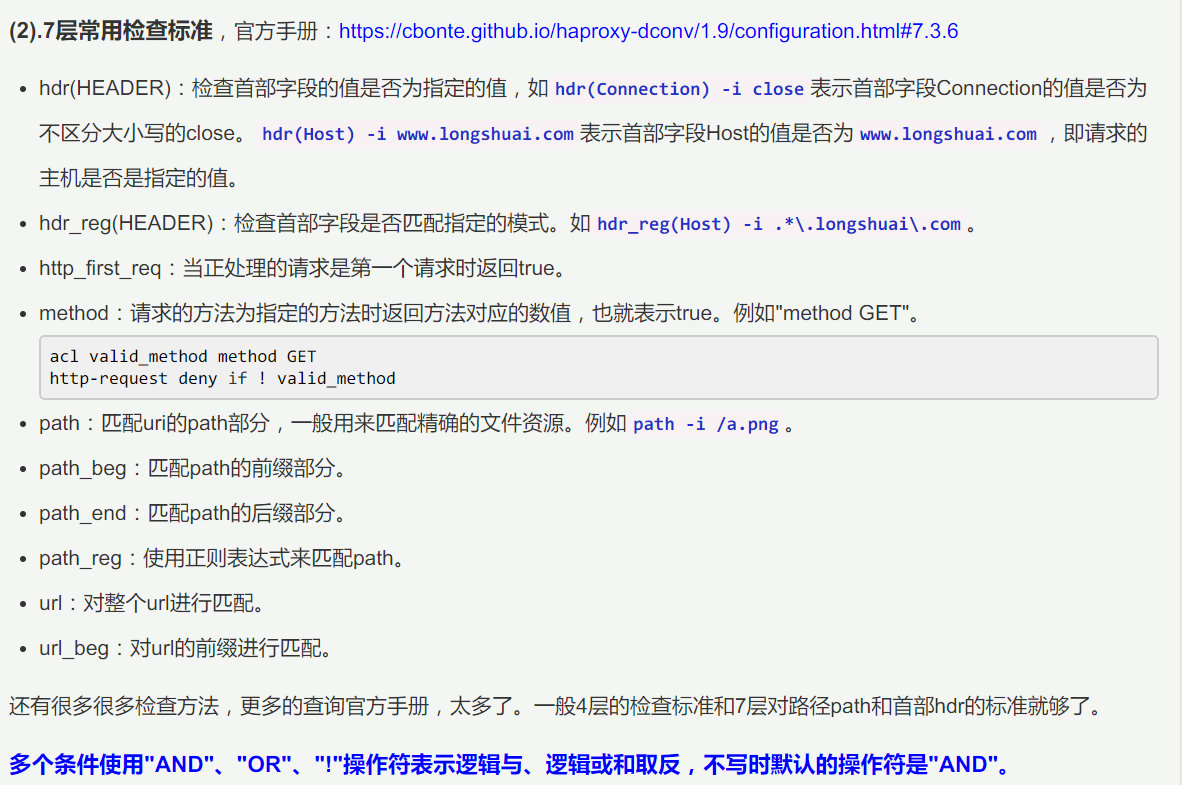 (2).7层常用检查标准，官方手册：https://cbonte.github.io/haproxy-dconv/1.9/configuration.html#7.3.6
hdr(HEADER)：检查首部字段的值是否为指定的值，如 hdr(Connection) -i close 表示首部字段Connection的值是否为
不区分大小写的close。 hdr(Host) -i www.longshuai.com 表示首部字段Host的值是否为 www.longshuai.com ，即请求的
主机是否是指定的值。
hdr_reg(HEADER)：检查首部字段是否匹配指定的模式。如 hdr_reg(Host) -i .*\.longshuai\.com 。
http_first_req：当正处理的请求是第一个请求时返回true。
method：请求的方法为指定的方法时返回方法对应的数值，也就表示true。例如"method GET"。
acl valid_method method GET
http-request deny if ! valid_method
path：匹配uri的path部分，一般用来匹配精确的文件资源。例如 path -i /a.png 。
path_beg：匹配path的前缀部分。
path_end：匹配path的后缀部分。
path_reg：使用正则表达式来匹配path。
url：对整个url进行匹配。
url_beg：对url的前缀进行匹配。
还有很多很多检查方法，更多的查询官方手册，太多了。一般4层的检查标准和7层对路径path和首部hdr的标准就够了。
多个条件使用"AND"、"OR"、"!"操作符表示逻辑与、逻辑或和取反，不写时默认的操作符是"AND"。